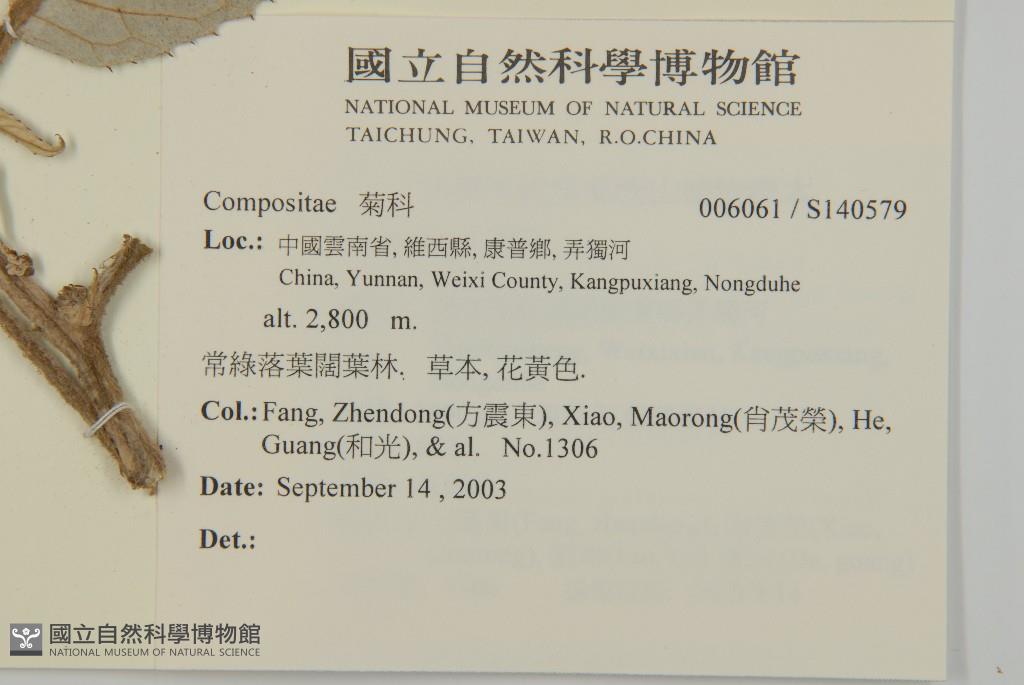 國立自然科學博物館
NATIONAL MUSEUM OF NATURAL SCIENCE
TAICHUNG, TAIWAN, R.O.CHINA
Compositae 菊科 006061 / S140579
Loc.: 中國雲南省, 維西縣, 康普鄉, 弄獨河
China, Yunnan, Weixi County, Kangpuxiang, Nongduhe
alt. 2,800 m.
常綠落葉闊葉林. 草本, 花黃色.
Col.: Fang, Zhendong(方震東), Xiao, Maorong(肖茂榮), He,
Guang(和光), & al. No.1306
Date: September 14 , 2003
Det.:
國立自然科學博物館
NATIONAL MUSEUM OF NATURAL SCIENCE